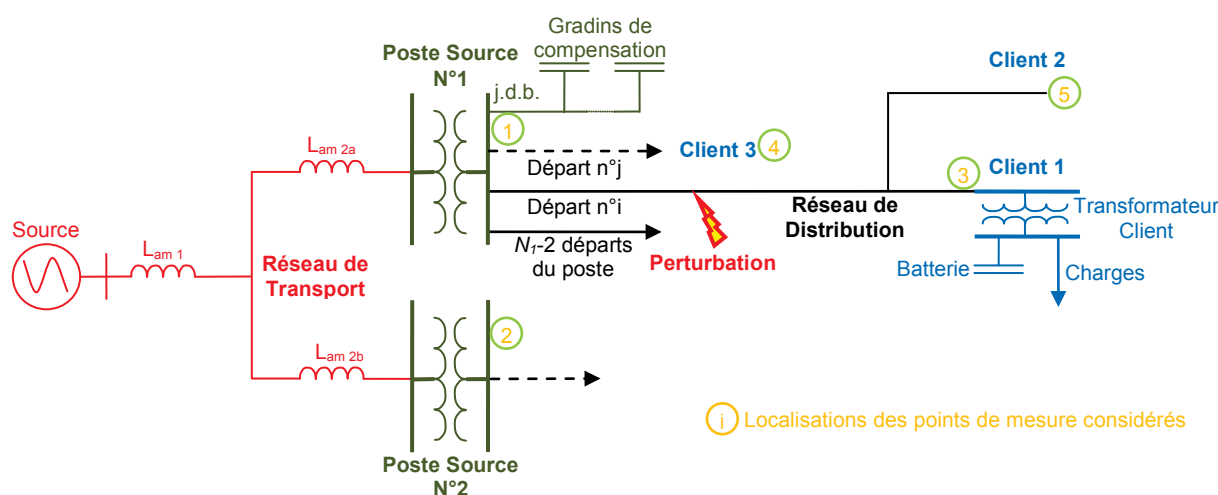 Gradins de
compensation
Poste Source
N°1
j.d.b.
Client 2
5
1
L am 2a
Client 3
4
Départ n°j
3
Client 1
Source
L am 1
Départ n°i
Réseau de
Distribution
Transformateur
Client
Réseau de
Transport
N1-2 départs
du poste
Perturbation
Batterie
Charges
2
L am 2b
i
Localisations des points de mesure considérés
Poste Source
N°2